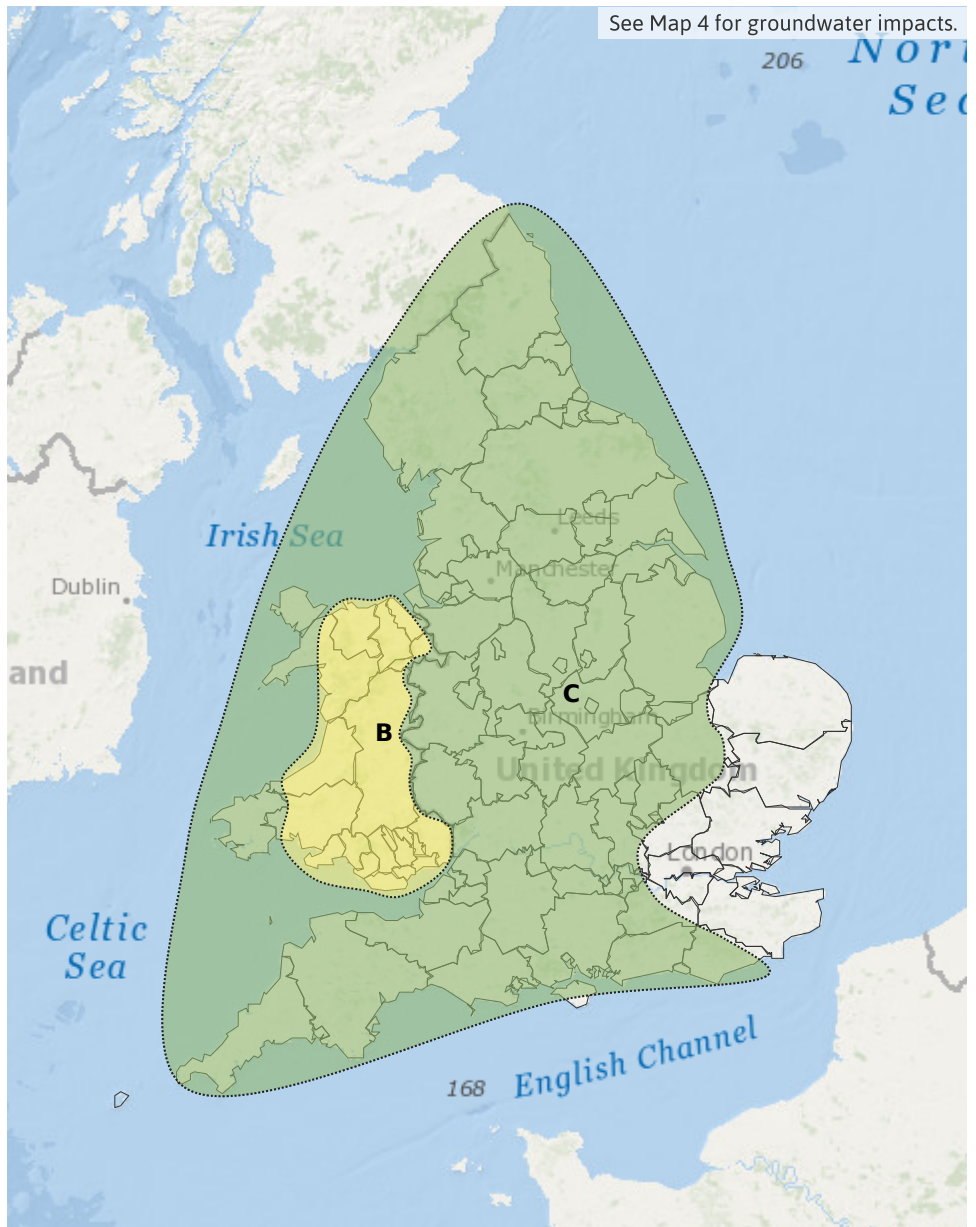 See Map 4 for groundwater impacts.
206
Nor
Sea
Leeds
Irish Sea
Manchester
Dublin
and
C
Birmingham
B
United Kingdom
London
Celtic
Sea
168
English Channel